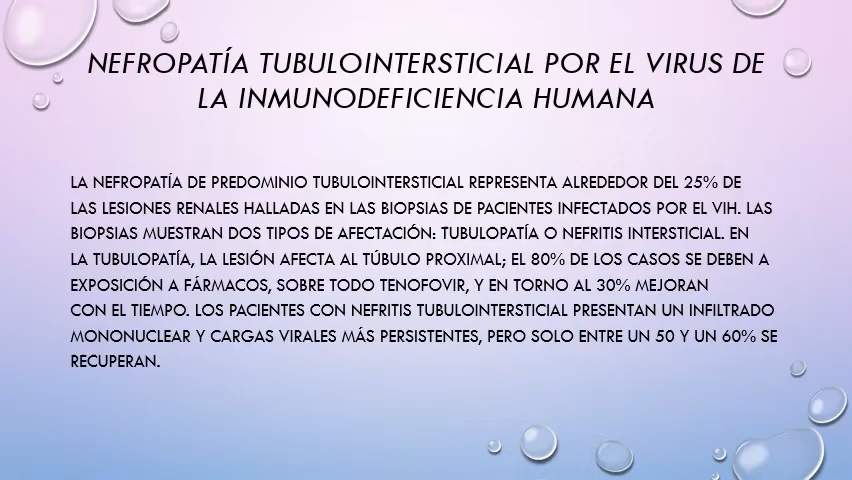 NEFROPATÍA TUBULOINTERSTICIAL POR EL VIRUS DE
LA INMUNODEFICIENCIA HUMANA
LA NEFROPATÍA DE PREDOMINIO TUBULOINTERSTICIAL REPRESENTA ALREDEDOR DEL 25% DE
LAS LESIONES RENALES HALLADAS EN LAS BIOPSIAS DE PACIENTES INFECTADOS POR EL VIH. LAS
BIOPSIAS MUESTRAN DOS TIPOS DE AFECTACIÓN: TUBULOPATÍA O NEFRITIS INTERSTICIAL. EN
LA TUBULOPATÍA, LA LESIÓN AFECTA AL TÚBULO PROXIMAL; EL 80% DE LOS CASOS SE DEBEN A
EXPOSICIÓN A FÁRMACOS, SOBRE TODO TENOFOVIR, Y EN TORNO AL 30% MEJORAN
CON EL TIEMPO. LOS PACIENTES CON NEFRITIS TUBULOINTERSTICIAL PRESENTAN UN INFILTRADO
MONONUCLEAR Y CARGAS VIRALES MÁS PERSISTENTES, PERO SOLO ENTRE UN 50 Y UN 60% SE
RECUPERAN.